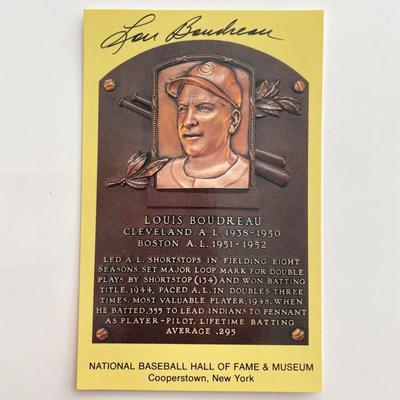 Lou Boudreau
LOUIS BOUDREAU
CLEVELAND A.L. 1938-1950
BOSTON A.L. 1951-1952
LED A.L. SHORTSTOPS IN FIELDING EIGHT
SEASONS. SET MAJOR LOOP MARK FOR DOUBLE
PLAYS BY SHORTSTOP (134) AND WON BATTING
TITLE, 1944. PACED A.L. IN DOUBLES THREE
TIMES. MOST VALUABLE PLAYER, 1948, WHEN
HE BATTED .355 TO LEAD INDIANS TO PENNANT
AS PLAYER-PILOT. LIFETIME BATTING
AVERAGE .295
NATIONAL BASEBALL HALL OF FAME & MUSEUM
Cooperstown, New York